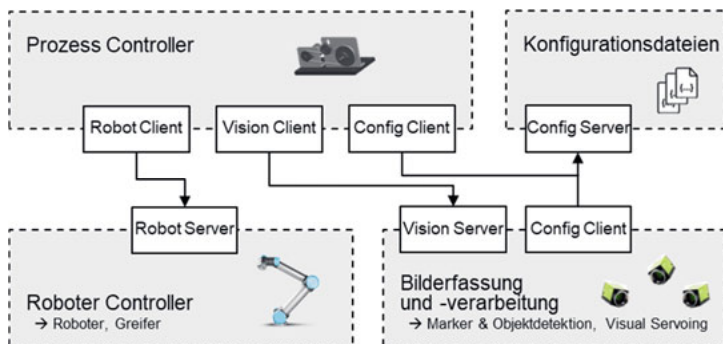 Prozess Controller
Konfigurationsdateien
{...}
Robot Client
Vision Client
Config Client
Config Server
Robot Server
Vision Server
Config Client
Roboter Controller
→ Roboter, Greifer
Bilderfassung
und -verarbeitung
→ Marker & Objektdetektion, Visual Servoing